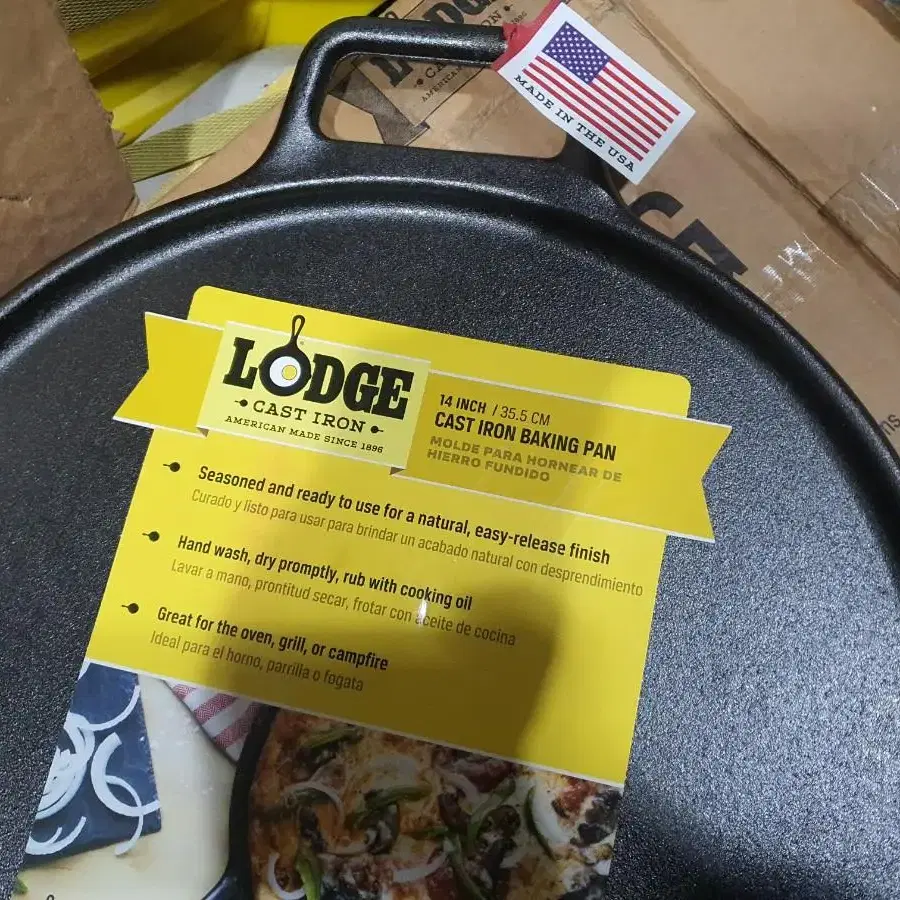 LODGE
CAST IRON
AMERICAN
MADE IN THE USA
LODGE
CAST IRON
AMERICAN MADE SINCE 1896
14 INCH / 35.5 CM
CAST IRON BAKING PAN
MOLDE PARA HORNEAR DE
HIERRO FUNDIDO
Seasoned and ready to use for a natural, easy-release finish
Curado y listo para usar para brindar un acabado natural con desprendimiento
Hand wash, dry promptly, rub with cooking oil
Lavar a mano, prontitud secar, frotar con aceite de cocina
Great for the oven, grill, or campfire
Ideal para el horno, parrilla o fogata